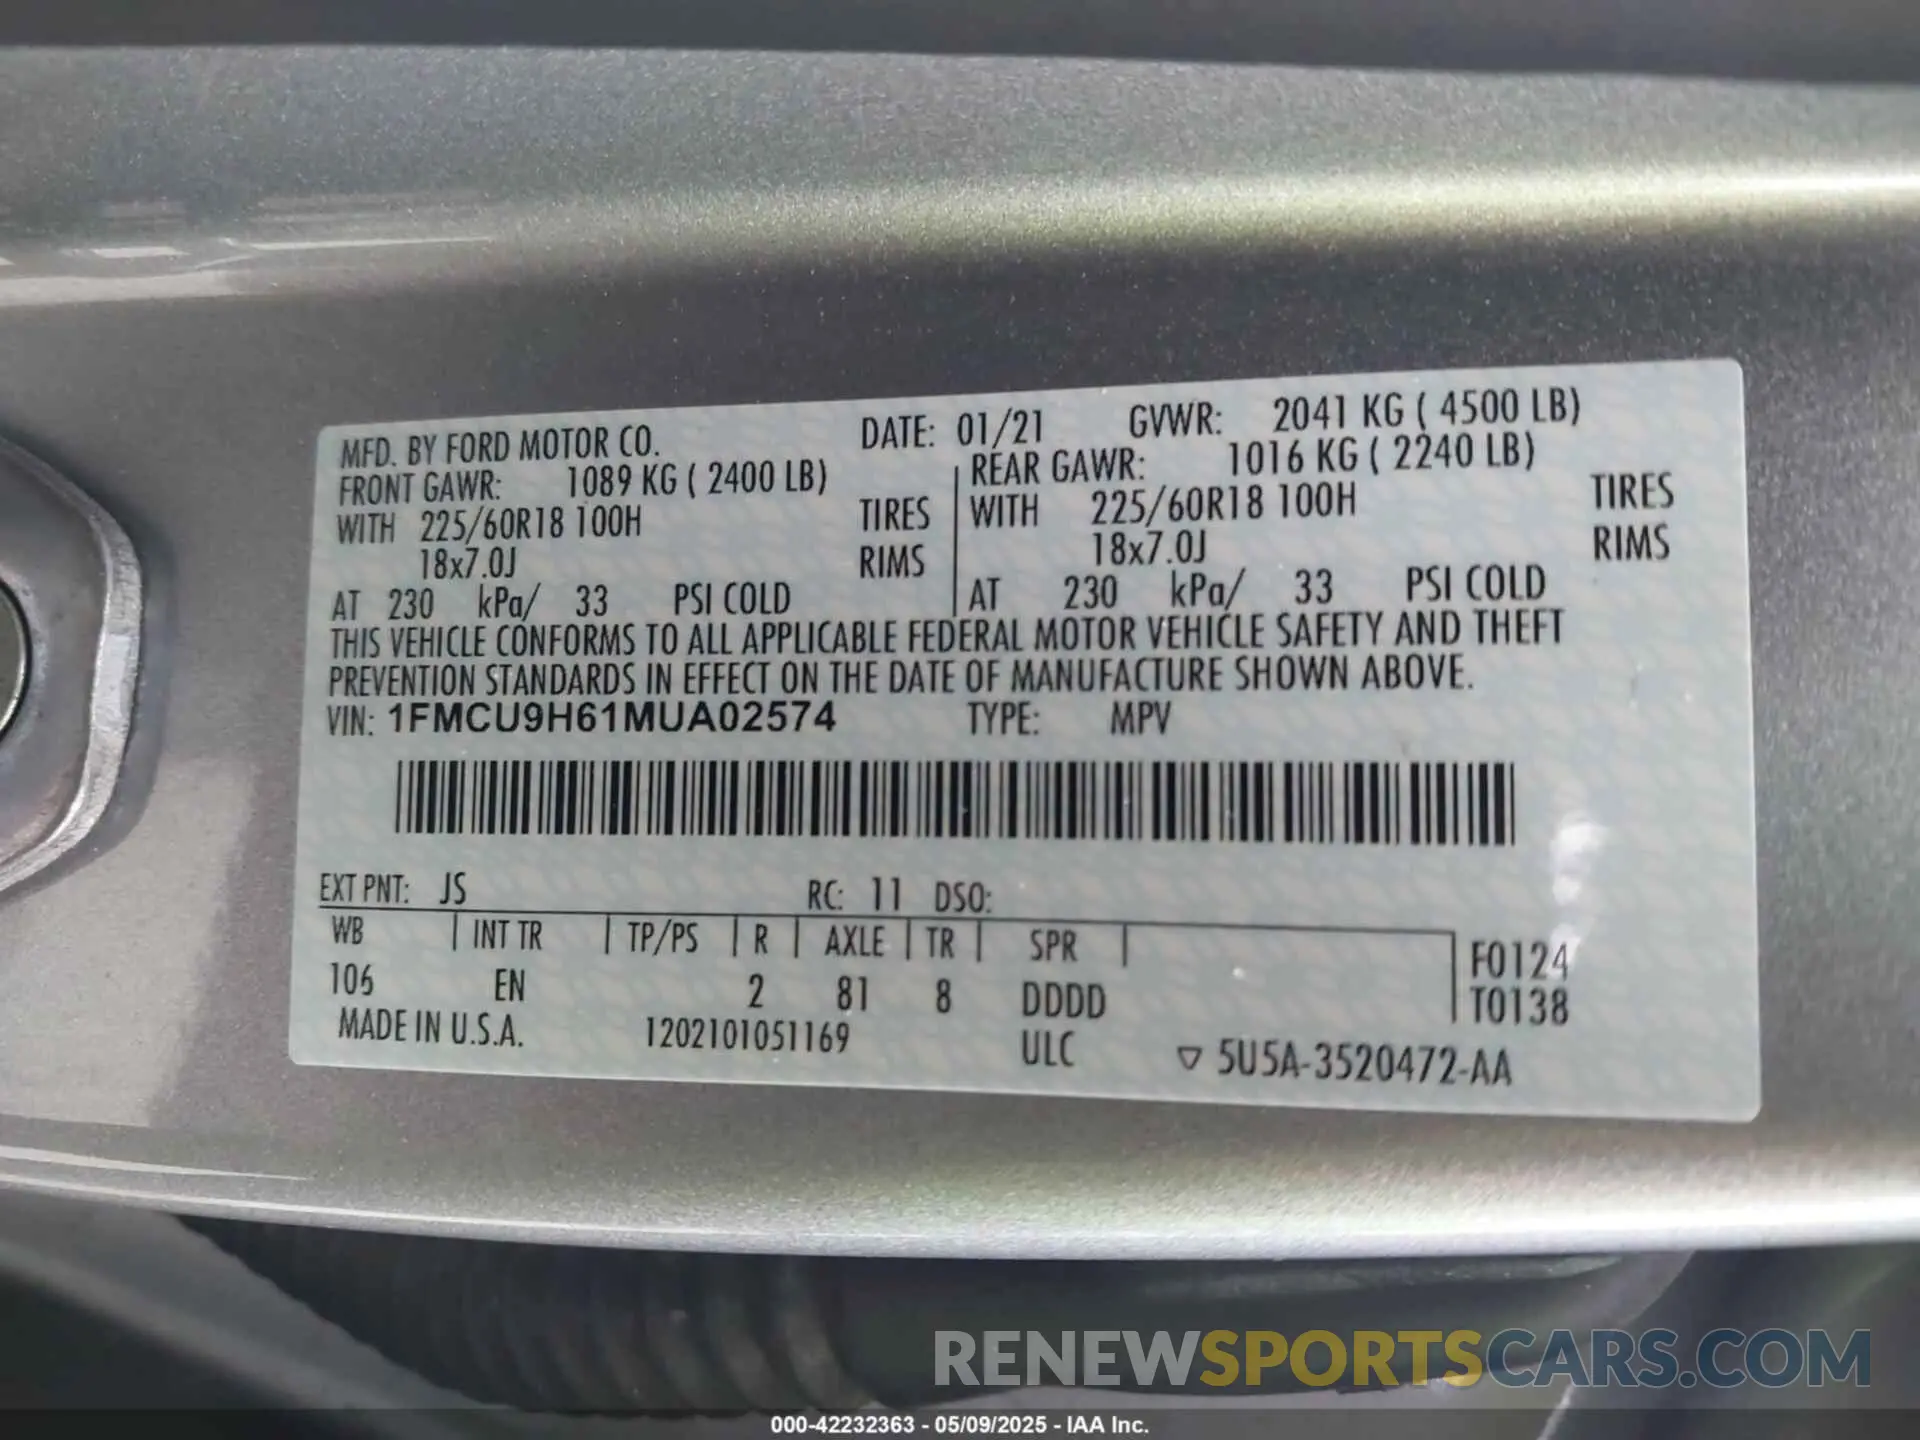 MFD. BY FORD MOTOR CO. DATE: 01/21 GVWR: 2041 KG ( 4500 LB)
FRONT GAWR: 1089 KG ( 2400 LB) REAR GAWR: 1016 KG ( 2240 LB)
WITH 225/60R18 100H TIRES WITH 225/60R18 100H TIRES
18x7.0J RIMS 18x7.0J RIMS
AT 230 kPa/ 33 PSI COLD AT 230 kPa/ 33 PSI COLD
THIS VEHICLE CONFORMS TO ALL APPLICABLE FEDERAL MOTOR VEHICLE SAFETY AND THEFT
PREVENTION STANDARDS IN EFFECT ON THE DATE OF MANUFACTURE SHOWN ABOVE.
VIN: 1FMCU9H61MUA02574 TYPE: MPV
EXT PNT: JS RC: 11 DSO:
WB INT TR TP/PS R AXLE TR SPR F0124
106 EN 2 81 8 DDDD T0138
MADE IN U.S.A. 1202101051169 ULC ▽ 5U5A-3520472-AA
RENEWSPORTSCARS.COM
000-42232363 - 05/09/2025 - IAA Inc.